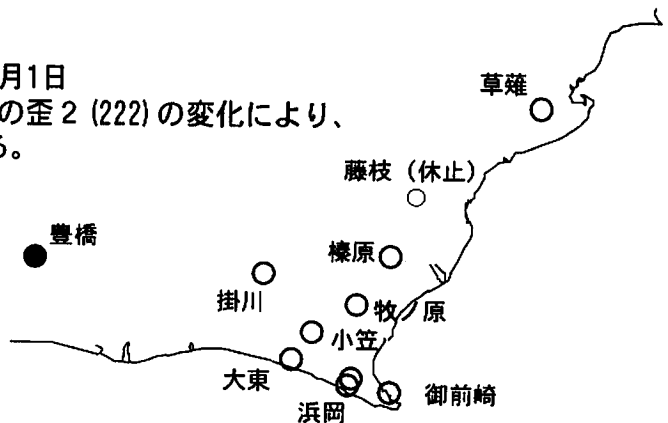 月1日
の歪2(222)の変化により、
る。
草薙
藤枝(休止)
豊橋
榛原
掛川
牧ノ原
小笠
大東
浜岡
御前崎